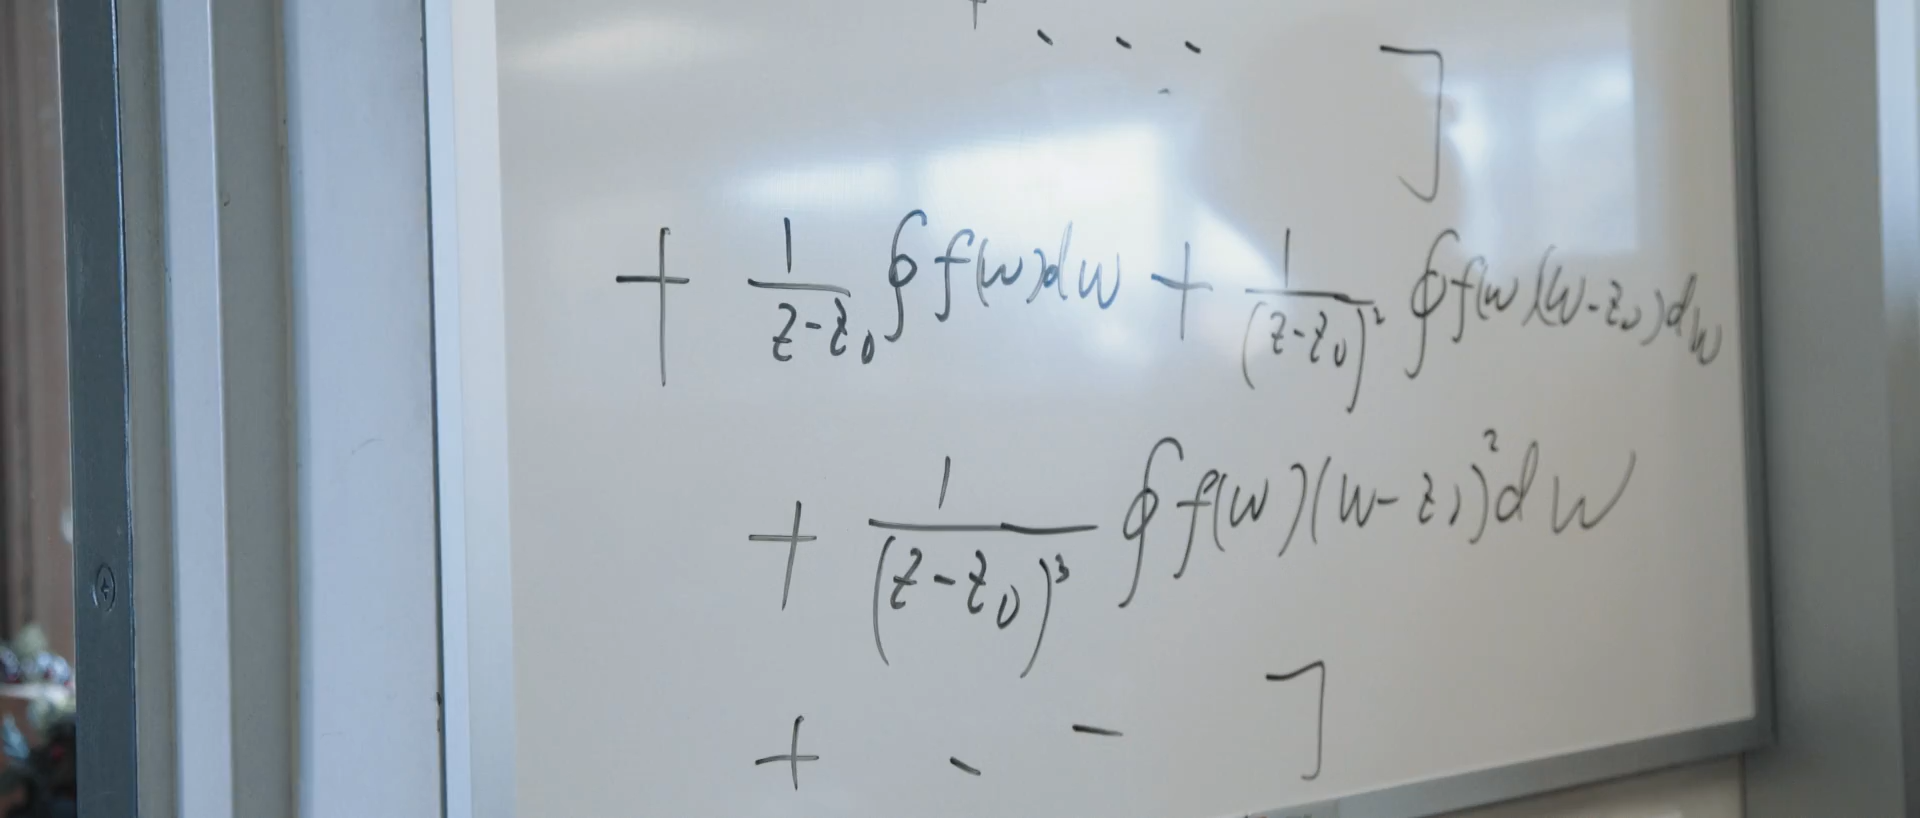 + . . . ]
+ 1/(z-z₀) ∮ f(w)dw + 1/(z-z₀)² ∮ f(w)(w-z₀)dw
+ 1/(z-z₀)³ ∮ f(w)(w-z₀)²dw
+ . - ]